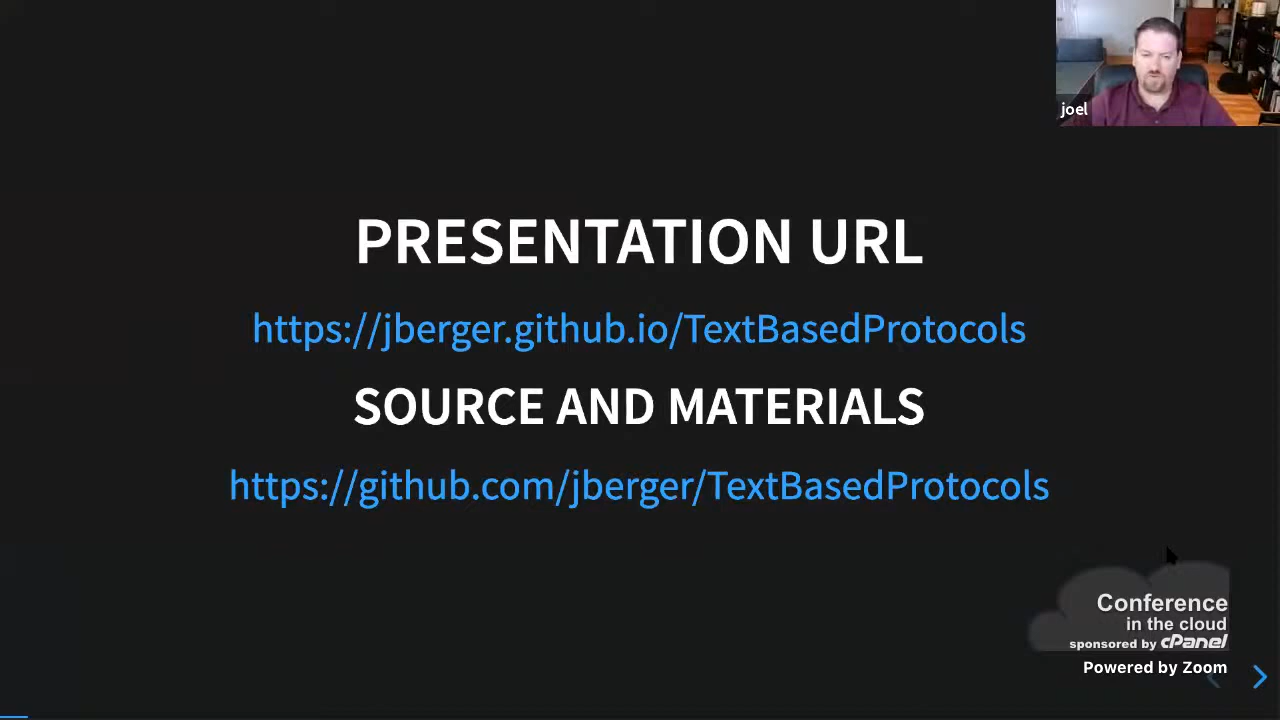 joel
PRESENTATION URL
https://jberger.github.io/TextBasedProtocols
SOURCE AND MATERIALS
https://github.com/jberger/TextBasedProtocols
Conference
in the cloud
sponsored by cPanel
Powered by Zoom